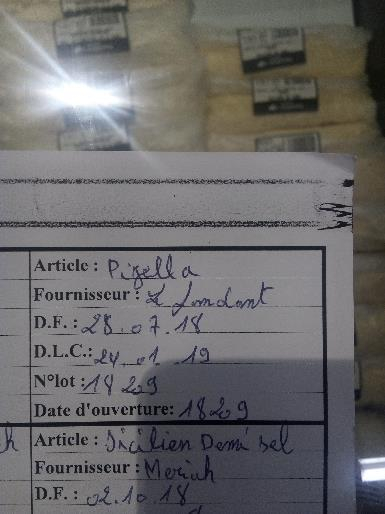 Article : Pizella
Fournisseur : Le fondant
D.F. : 28.07.18
D.L.C.: 24.01.19
N°lot : 18209
Date d'ouverture: 18209
Article : Sicilien Demi sel
Fournisseur : Meriah
D.F. : 02.10.18